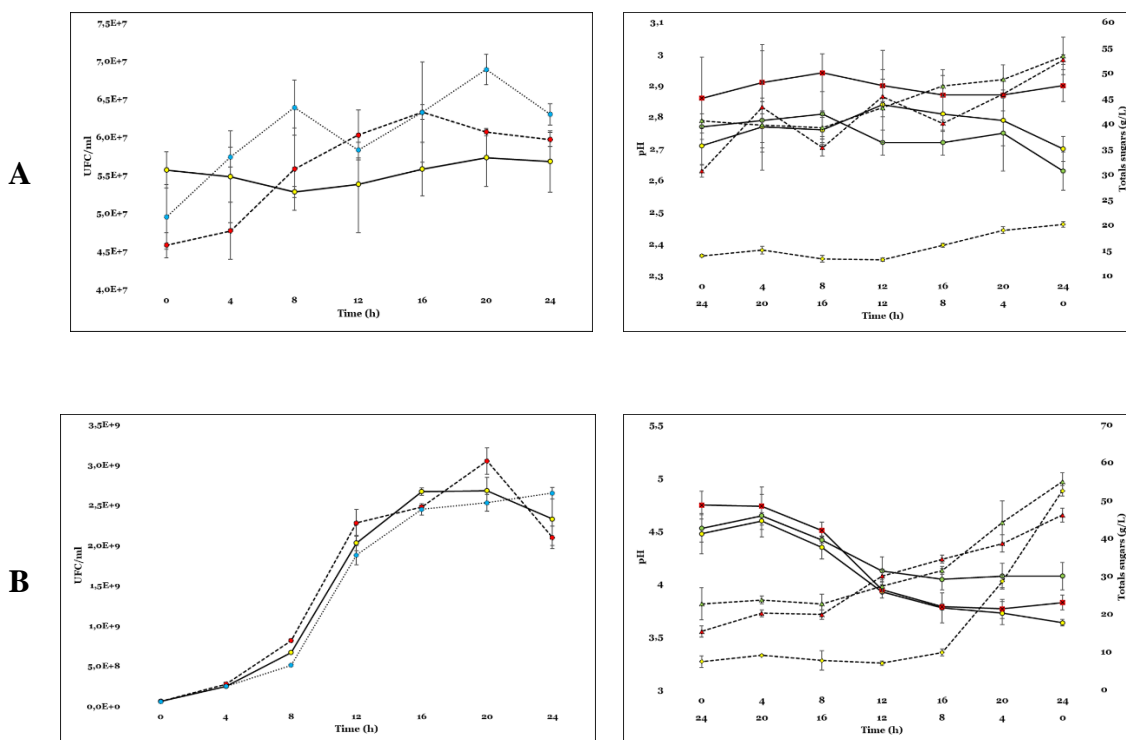 A
7,5E+7
7,0E+7
6,5E+7
6,0E+7
5,5E+7
5,0E+7
4,5E+7
4,0E+7
UFC/ml
0 4 8 12 16 20 24
Time (h)
3,1
3
2,9
2,8
2,7
2,6
2,5
2,4
2,3
pH
60
55
50
45
40
35
30
25
20
15
10
Totals sugars (g/L)
0 4 8 12 16 20 24
24 20 16 12 8 4 0
Time (h)
B
3,5E+9
3,0E+9
2,5E+9
2,0E+9
1,5E+9
1,0E+9
5,0E+8
0,0E+0
UFC/ml
0 4 8 12 16 20 24
Time (h)
5.5
5
4.5
4
3.5
3
pH
70
60
50
40
30
20
10
0
Totals sugars (g/L)
0 4 8 12 16 20 24
24 20 16 12 8 4 0
Time (h)